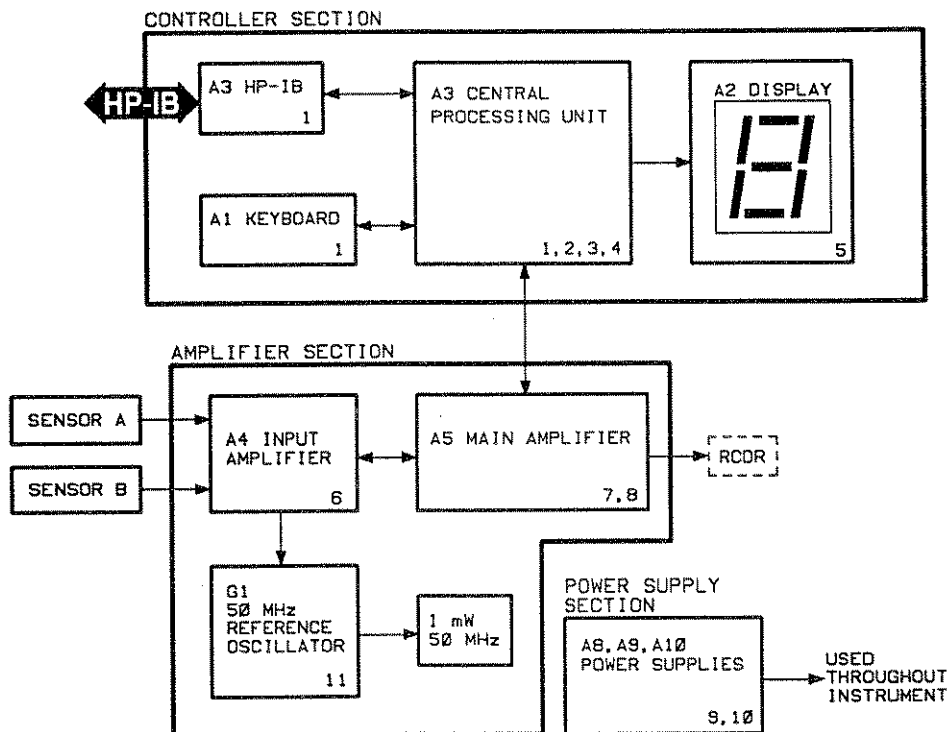 CONTROLLER SECTION
HP-IB
A3 HP-IB
1
A3 CENTRAL
PROCESSING UNIT
1,2,3,4
A2 DISPLAY
8
5
A1 KEYBOARD
1
AMPLIFIER SECTION
SENSOR A
SENSOR B
A4 INPUT
AMPLIFIER
6
A5 MAIN AMPLIFIER
7,8
RCDR
G1
50 MHz
REFERENCE
OSCILLATOR
11
1 mW
50 MHz
POWER SUPPLY
SECTION
A8,A9,A10
POWER SUPPLIES
9,10
USED
THROUGHOUT
INSTRUMENT